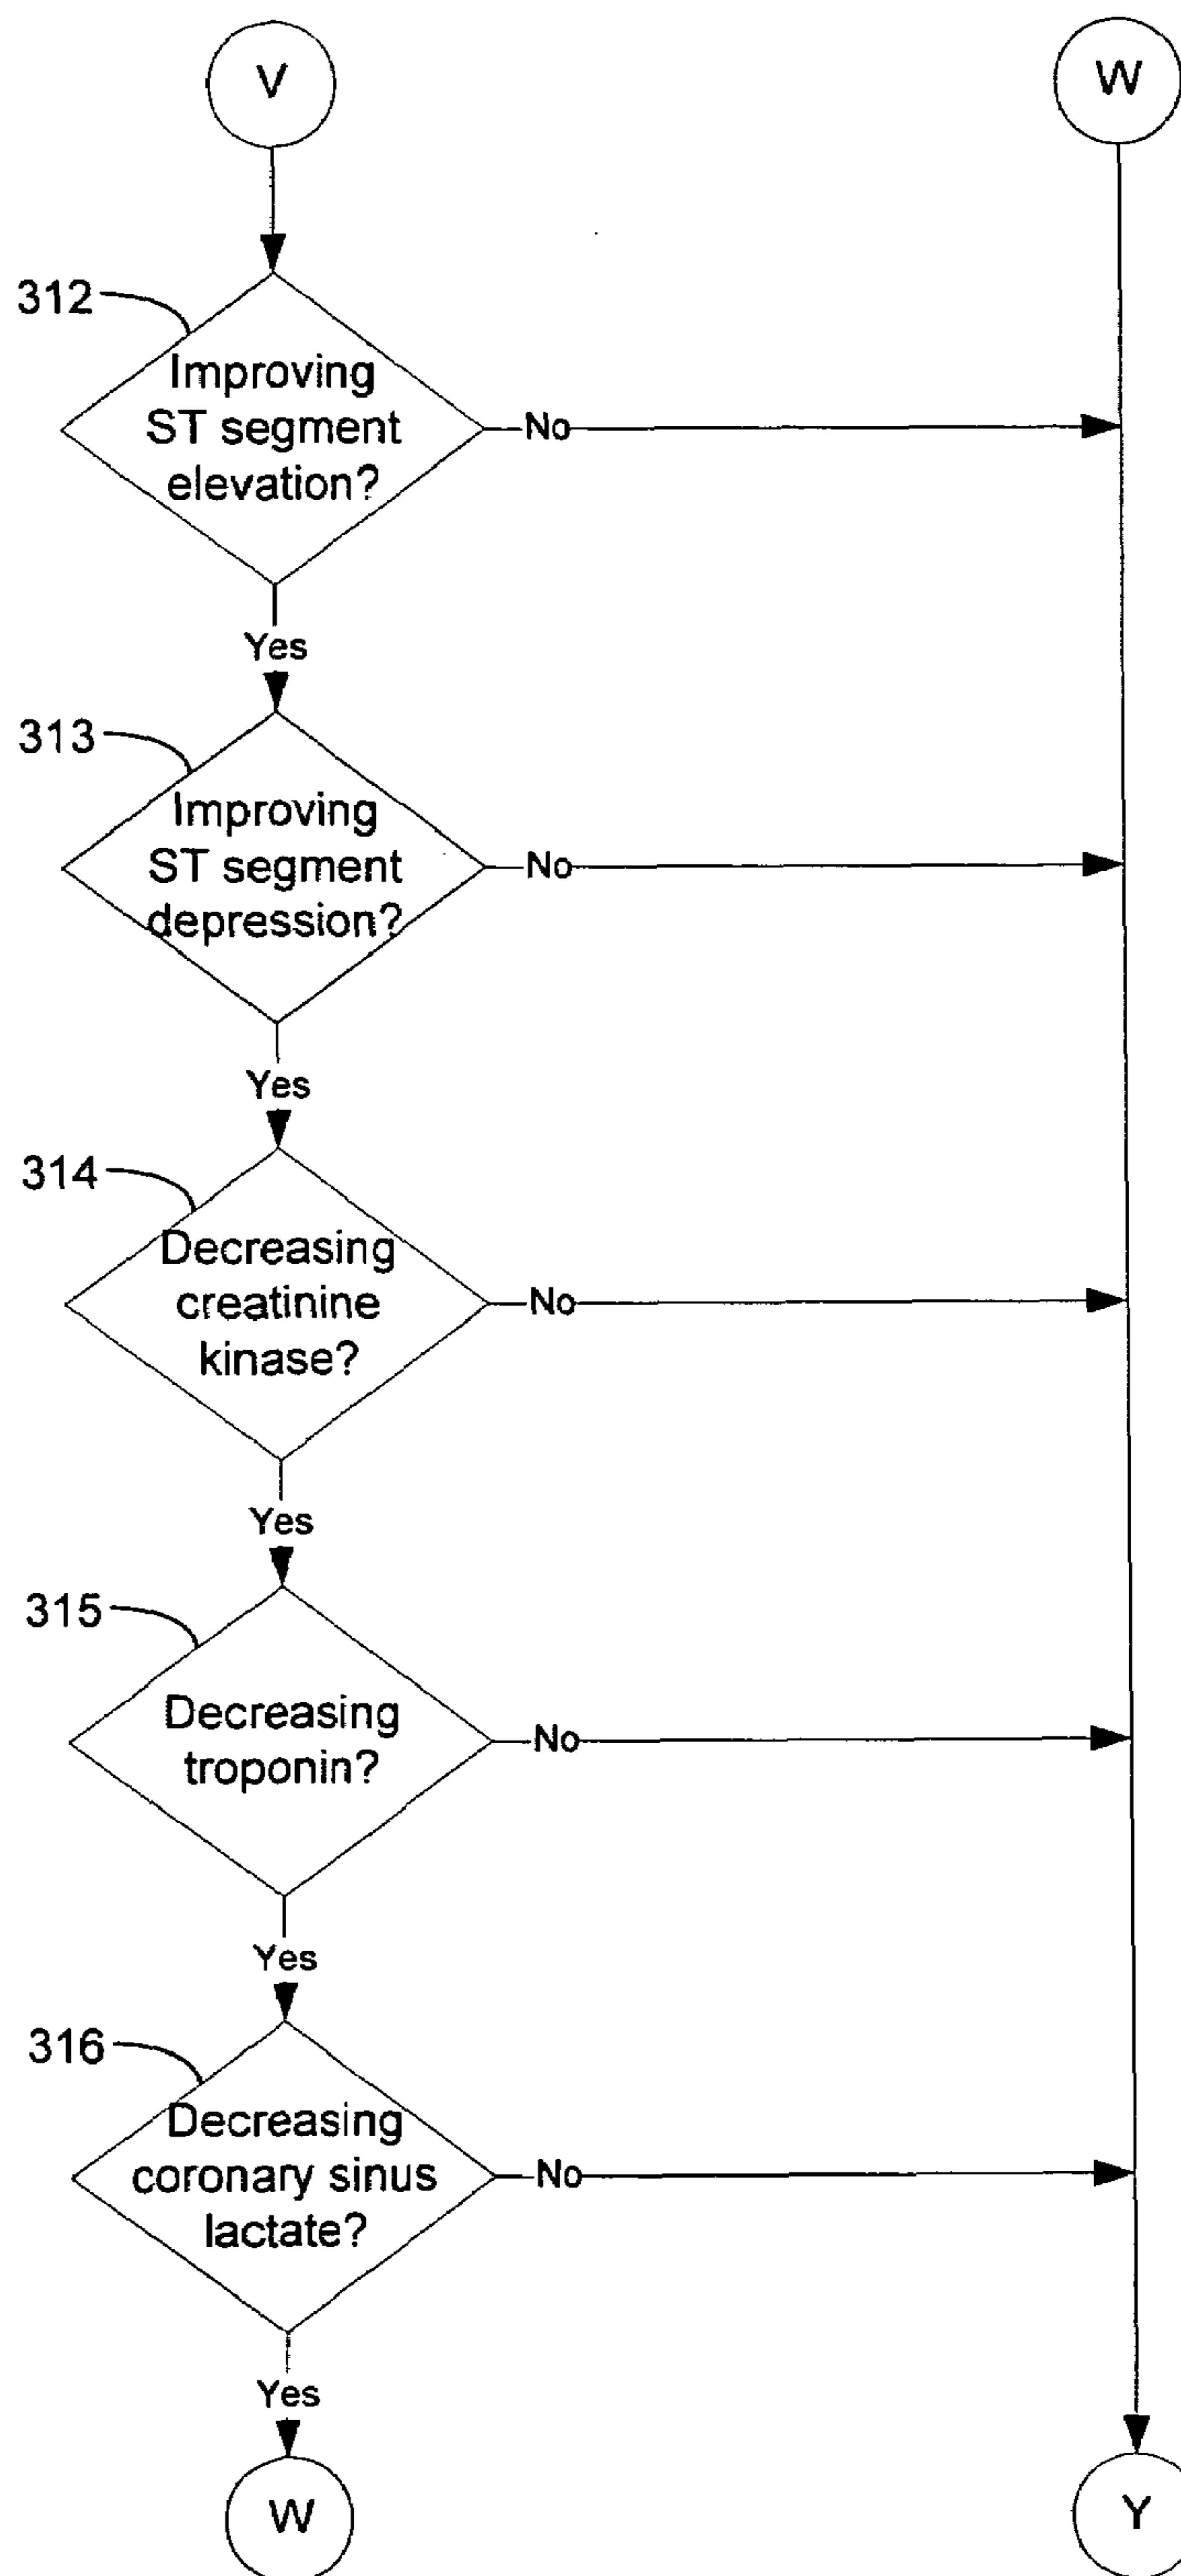 V
W
312
Improving
ST segment
elevation?
No
Yes
313
Improving
ST segment
depression?
No
Yes
314
Decreasing
creatinine
kinase?
No
Yes
315
Decreasing
troponin?
No
Yes
316
Decreasing
coronary sinus
lactate?
No
Yes
W
Y